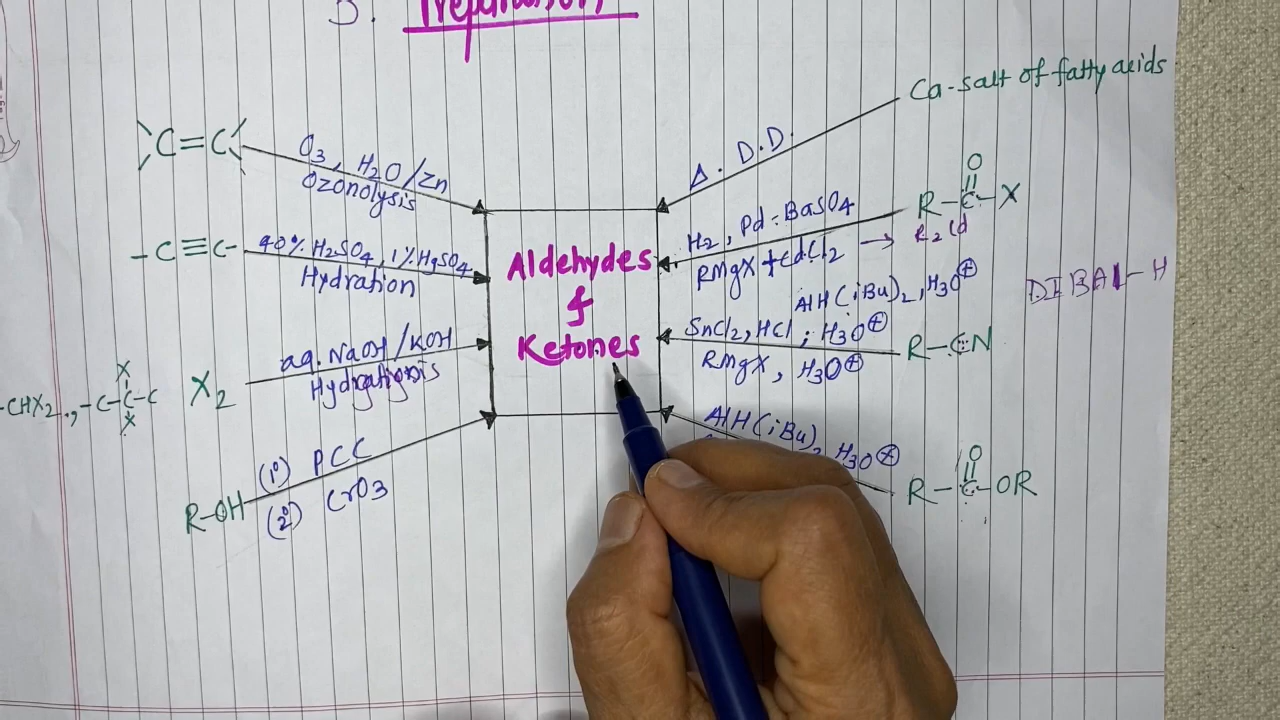 3. Preparation
>C=C<
O3, H2O/Zn
Ozonolysis
-C≡C-
40% H2SO4, 1% HgSO4
Hydration
X2
-CHX2, -C-C-C
X
X
aq. NaOH/KOH
R-OH
(1°) PCC
(2°) CrO3
Aldehydes
&
Ketones
Ca-salt of fatty acids
Δ. D.D.
O
R-C-X
H2, Pd-BaSO4
RMgX + CdCl2 → R2Cd
AlH(iBu)2, H3O⊕
DIBAL-H
SnCl2, HCl; H3O⊕
R-C≡N
RMgX, H3O⊕
AlH(iBu)2, H3O⊕
O
R-C-OR